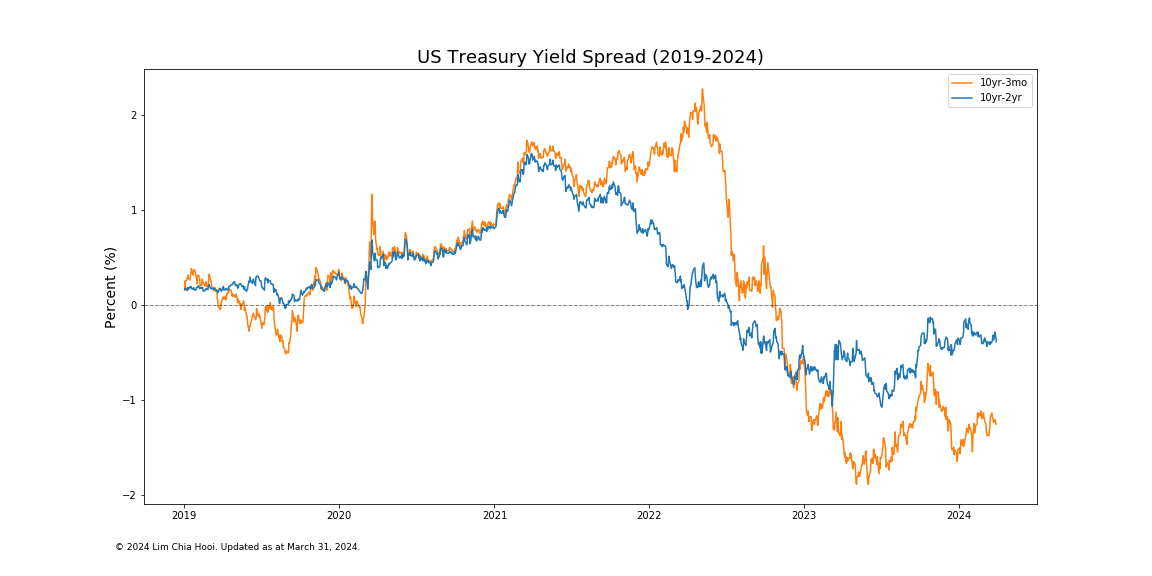 US Treasury Yield Spread (2019-2024)
10yr-3mo
10yr-2yr
Percent (%)
2
1
0
−1
−2
2019 2020 2021 2022 2023 2024
© 2024 Lim Chia Hooi. Updated as at March 31, 2024.